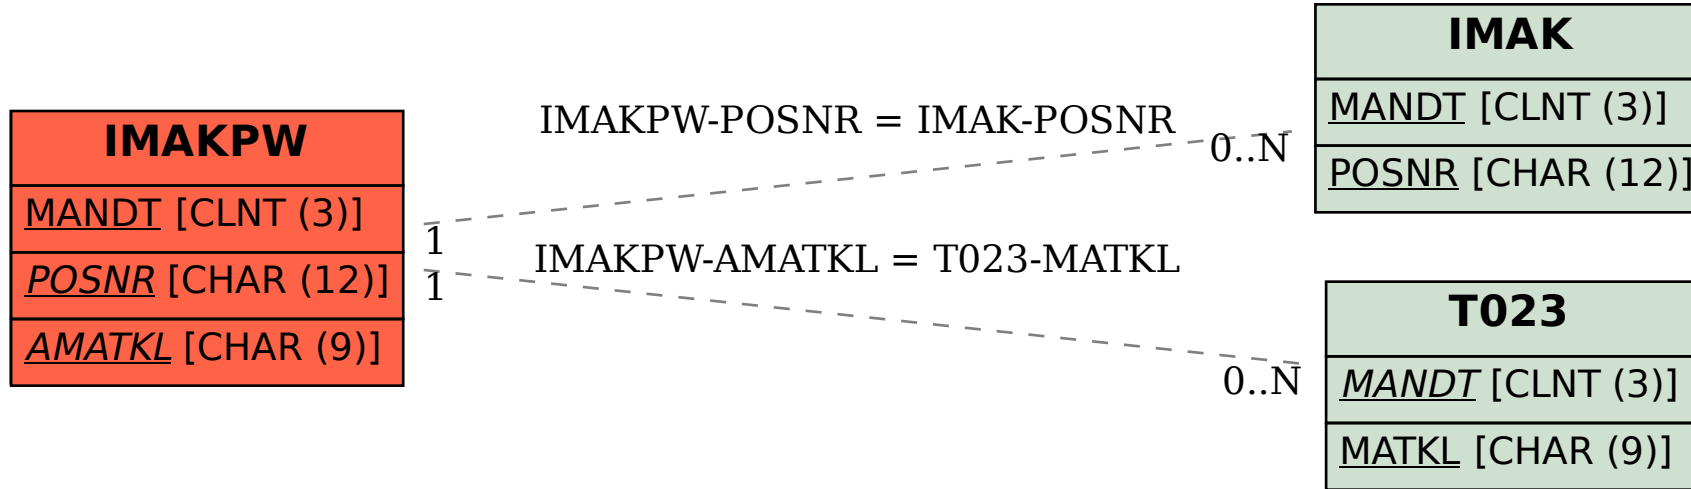 IMAKPW
MANDT [CLNT (3)]
POSNR [CHAR (12)]
AMATKL [CHAR (9)]
IMAKPW-POSNR = IMAK-POSNR
0..N
1
IMAKPW-AMATKL = T023-MATKL
1
0..N
IMAK
MANDT [CLNT (3)]
POSNR [CHAR (12)]
T023
MANDT [CLNT (3)]
MATKL [CHAR (9)]